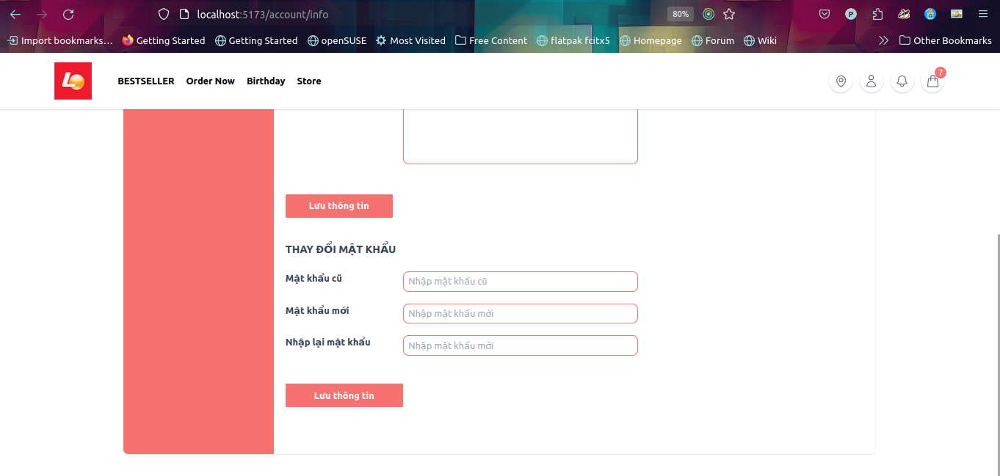 localhost:5173/account/info
80%
P
Import bookmarks... Getting Started Getting Started openSUSE Most Visited Free Content flatpak fcitx5 Homepage Forum Wiki Other Bookmarks
LO BESTSELLER Order Now Birthday Store 7
Lưu thông tin
THAY ĐỔI MẬT KHẨU
Mật khẩu cũ Nhập mật khẩu cũ
Mật khẩu mới Nhập mật khẩu mới
Nhập lại mật khẩu Nhập mật khẩu mới
Lưu thông tin